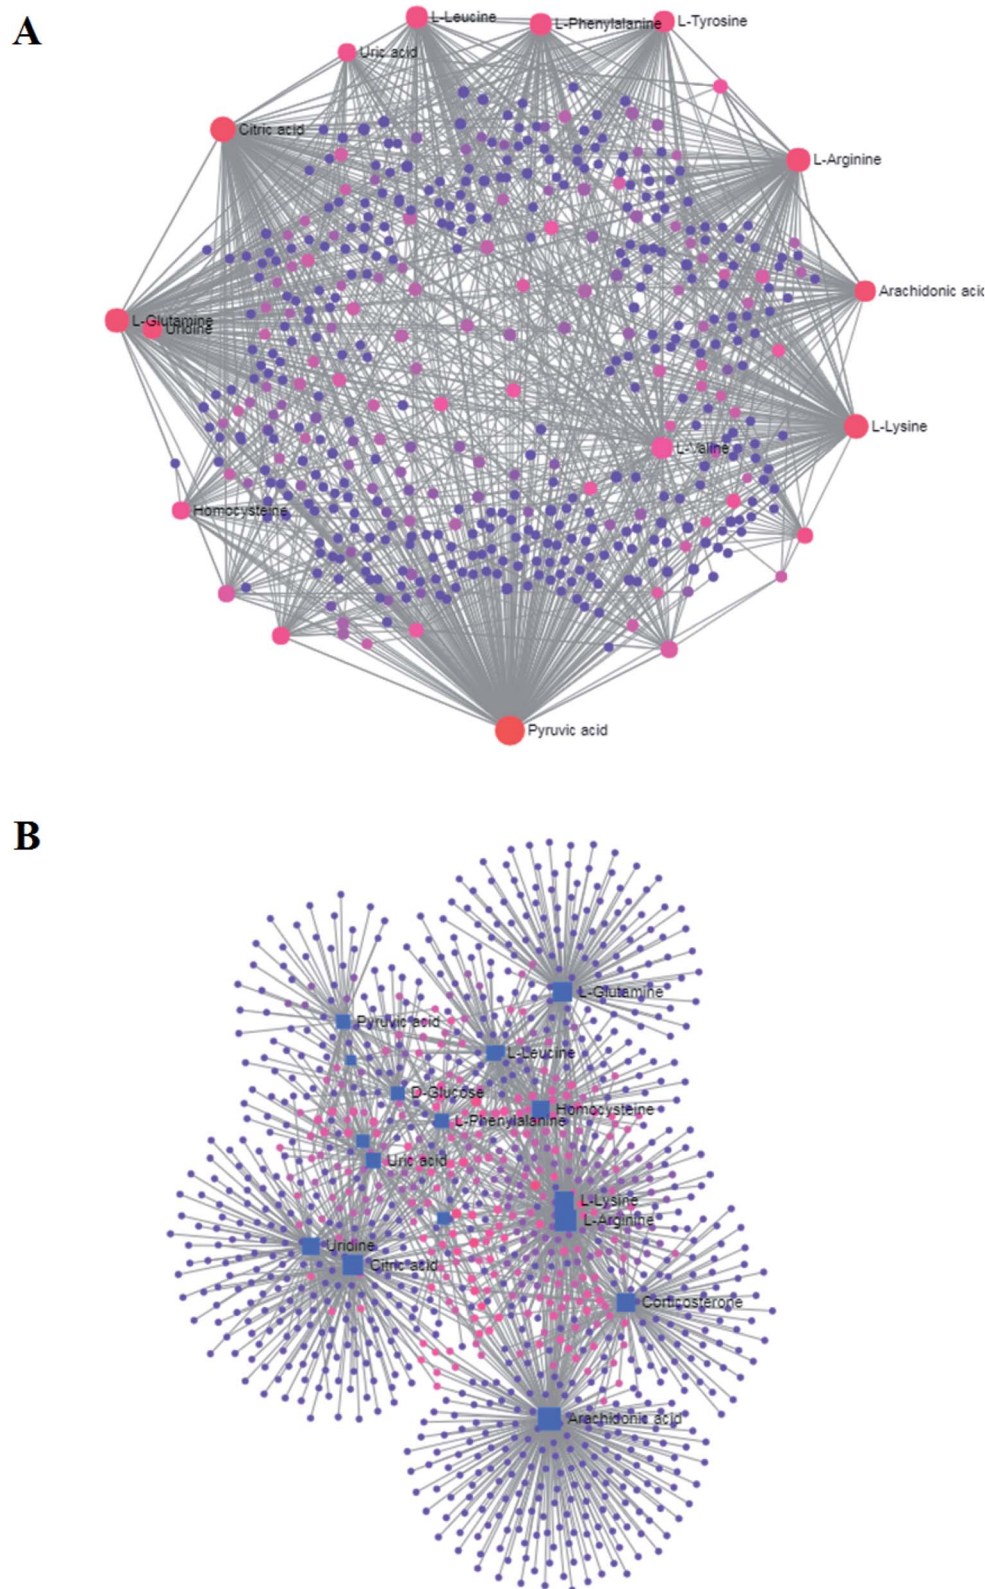 A
L-Leucine
L-Phenylalanine
L-Tyrosine
Uric acid
Citric acid
L-Arginine
Arachidonic acid
L-Glutamine
Uridine
L-Lysine
L-Valine
Homocysteine
Pyruvic acid
B
L-Glutamine
Pyruvic acid
L-Leucine
D-Glucose
Homocysteine
L-Phenylalanine
Uric acid
L-Lysine
L-Arginine
Uridine
Citric acid
Corticosterone
Arachidonic acid